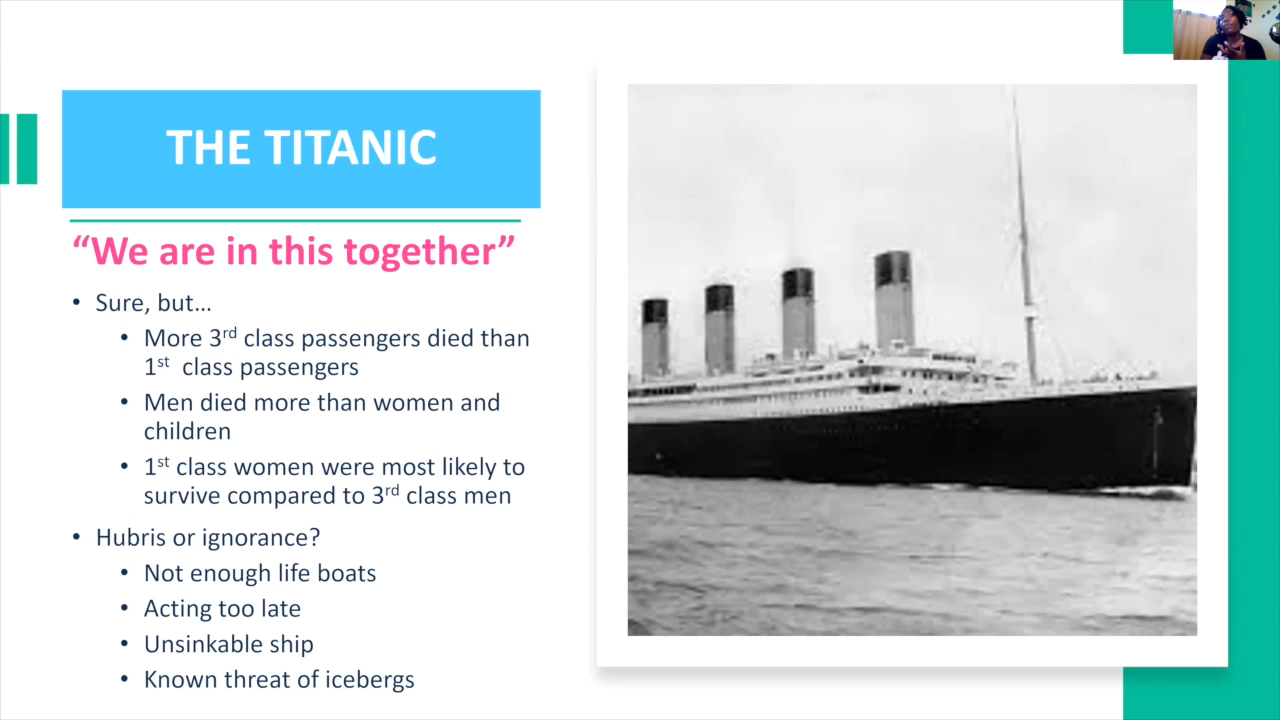 THE TITANIC
“We are in this together”
• Sure, but...
• More 3rd class passengers died than
1st class passengers
• Men died more than women and
children
• 1st class women were most likely to
survive compared to 3rd class men
• Hubris or ignorance?
• Not enough life boats
• Acting too late
• Unsinkable ship
• Known threat of icebergs